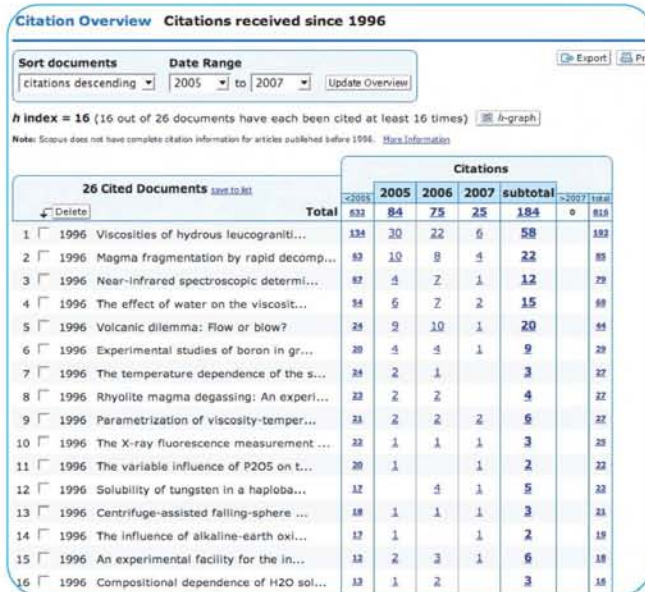 Citation Overview Citations received since 1996
Sort documents Date Range
citations descending 2005 to 2007 Update Overview
Export Pr
h index = 16 (16 out of 26 documents have each been cited at least 16 times) h-graph
Note: Scopus does not have complete citation information for articles published before 1996. More Information
Citations
26 Cited Documents save to list <2005 2005 2006 2007 subtotal >2007 total
Delete Total 632 84 75 25 184 0 816
1 1996 Viscosities of hydrous leucograniti... 134 30 22 6 58 192
2 1996 Magma fragmentation by rapid decomp... 63 10 8 4 22 85
3 1996 Near-infrared spectroscopic determi... 67 4 7 1 12 79
4 1996 The effect of water on the viscosit... 54 6 7 2 15 69
5 1996 Volcanic dilemma: Flow or blow? 24 9 10 1 20 44
6 1996 Experimental studies of boron in gr... 20 4 4 1 9 29
7 1996 The temperature dependence of the s... 24 2 1 3 27
8 1996 Rhyolite magma degassing: An experi... 23 2 2 4 27
9 1996 Parametrization of viscosity-temper... 21 2 2 2 6 27
10 1996 The X-ray fluorescence measurement ... 22 1 1 1 3 25
11 1996 The variable influence of P2O5 on t... 20 1 1 2 22
12 1996 Solubility of tungsten in a haploba... 17 4 1 5 22
13 1996 Centrifuge-assisted falling-sphere ... 18 1 1 1 3 21
14 1996 The influence of alkaline-earth oxi... 17 1 1 2 19
15 1996 An experimental facility for the in... 12 2 3 1 6 18
16 1996 Compositional dependence of H2O sol... 13 1 2 3 16